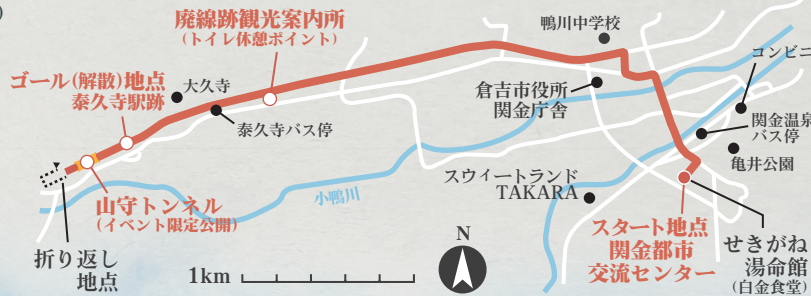 廃線跡観光案内所
(トイレ休憩ポイント)
鴨川中学校
コンビニ
ゴール(解散)地点
泰久寺駅跡
大久寺
倉吉市役所
関金庁舎
泰久寺バス停
関金温泉
バス停
亀井公園
スウィートランド
TAKARA
小鴨川
山守トンネル
(イベント限定公開)
折り返し
地点
スタート地点
関金都市
交流センター
せきがね
湯命館
(白金食堂)
1km
N